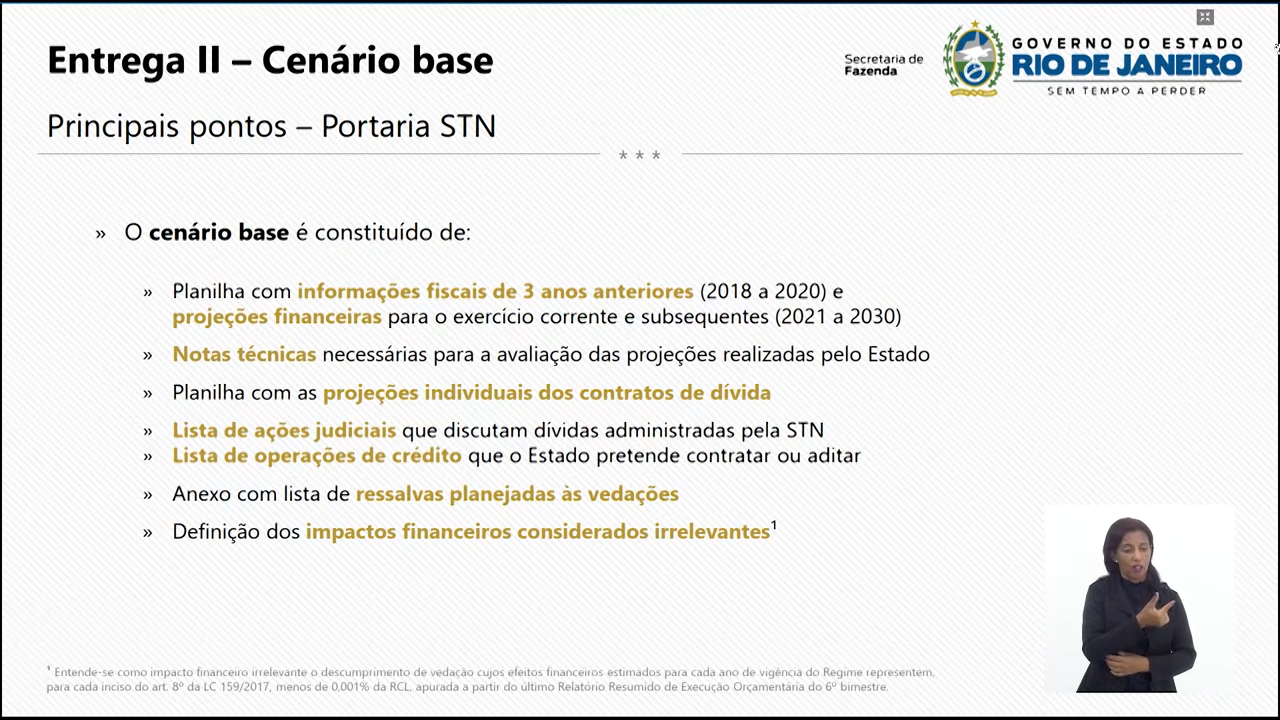 Entrega II – Cenário base
Secretaria de
Fazenda
GOVERNO DO ESTADO
RIO DE JANEIRO
SEM TEMPO A PERDER
Principais pontos – Portaria STN
* * *
» O cenário base é constituído de:
» Planilha com informações fiscais de 3 anos anteriores (2018 a 2020) e
projeções financeiras para o exercício corrente e subsequentes (2021 a 2030)
» Notas técnicas necessárias para a avaliação das projeções realizadas pelo Estado
» Planilha com as projeções individuais dos contratos de dívida
» Lista de ações judiciais que discutam dívidas administradas pela STN
» Lista de operações de crédito que o Estado pretende contratar ou aditar
» Anexo com lista de ressalvas planejadas às vedações
» Definição dos impactos financeiros considerados irrelevantes¹
¹ Entende-se como impacto financeiro irrelevante o descumprimento de vedação cujos efeitos financeiros estimados para cada ano de vigência do Regime representem,
para cada inciso do art. 8º da LC 159/2017, menos de 0,001% da RCL, apurada a partir do último Relatório Resumido de Execução Orçamentária do 6º bimestre.